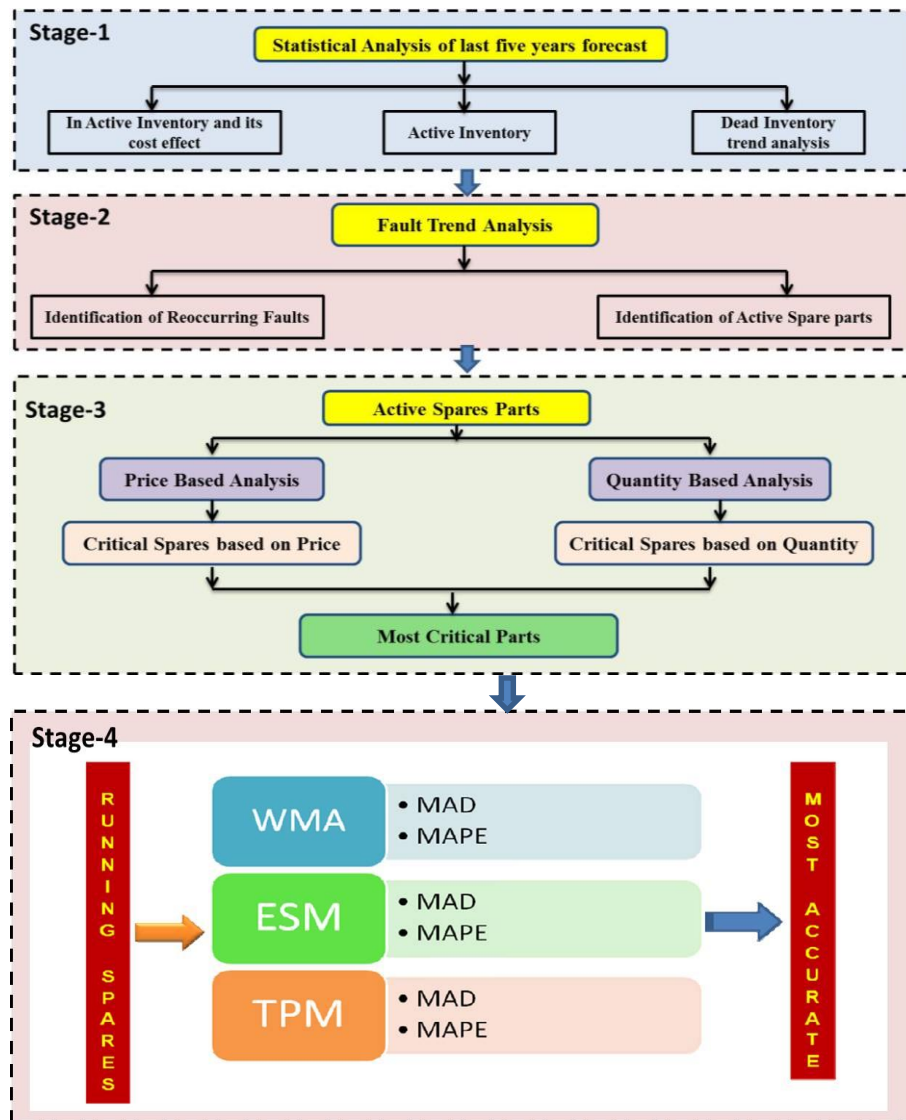 Stage-1
Statistical Analysis of last five years forecast
In Active Inventory and its
cost effect
Active Inventory
Dead Inventory
trend analysis
Stage-2
Fault Trend Analysis
Identification of Reoccurring Faults
Identification of Active Spare parts
Stage-3
Active Spares Parts
Price Based Analysis
Quantity Based Analysis
Critical Spares based on Price
Critical Spares based on Quantity
Most Critical Parts
Stage-4
RUNNING SPARES
WMA
• MAD
• MAPE
ESM
• MAD
• MAPE
TPM
• MAD
• MAPE
MOST ACCURATE